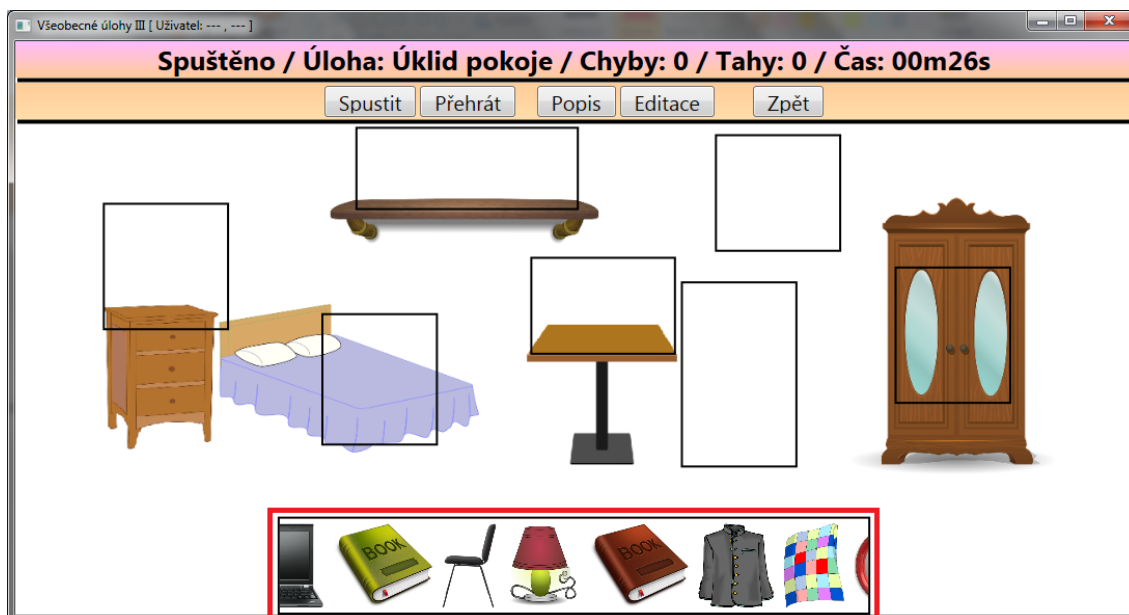 Všeobecné úlohy III [ Uživatel: --- , --- ]
Spuštěno / Úloha: Úklid pokoje / Chyby: 0 / Tahy: 0 / Čas: 00m26s
Spustit Přehrát Popis Editace Zpět
BOOK BOOK